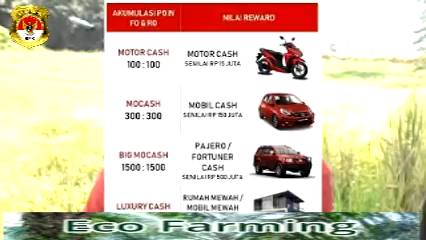 AKUMULASI POIN
FO & RO
NILAI REWARD
MOTOR CASH
100 : 100
MOTOR CASH
SENILAI RP 15 JUTA
MOCASH
300 : 300
MOBIL CASH
SENILAI RP 150 JUTA
BIG MOCASH
1500 : 1500
PAJERO /
FORTUNER
CASH
SENILAI RP 500 JUTA
LUXURY CASH
RUMAH MEWAH /
MOBIL MEWAH
Eco Farming